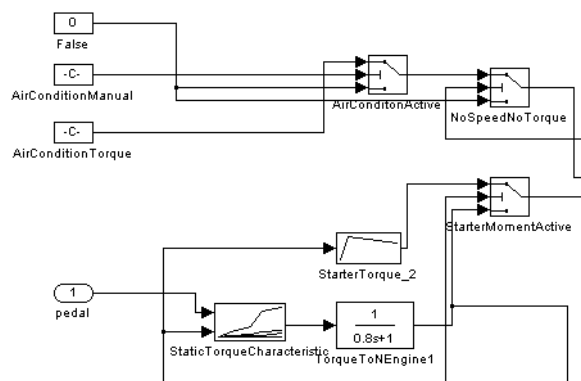 0
False
-C-
AirConditionManual
-C-
AirConditionTorque
AirConditonActive
NoSpeedNoTorque
StarterMomentActive
StarterTorque_2
1
pedal
StaticTorqueCharacteristic
1
0.8s+1
TorqueToNEngine1